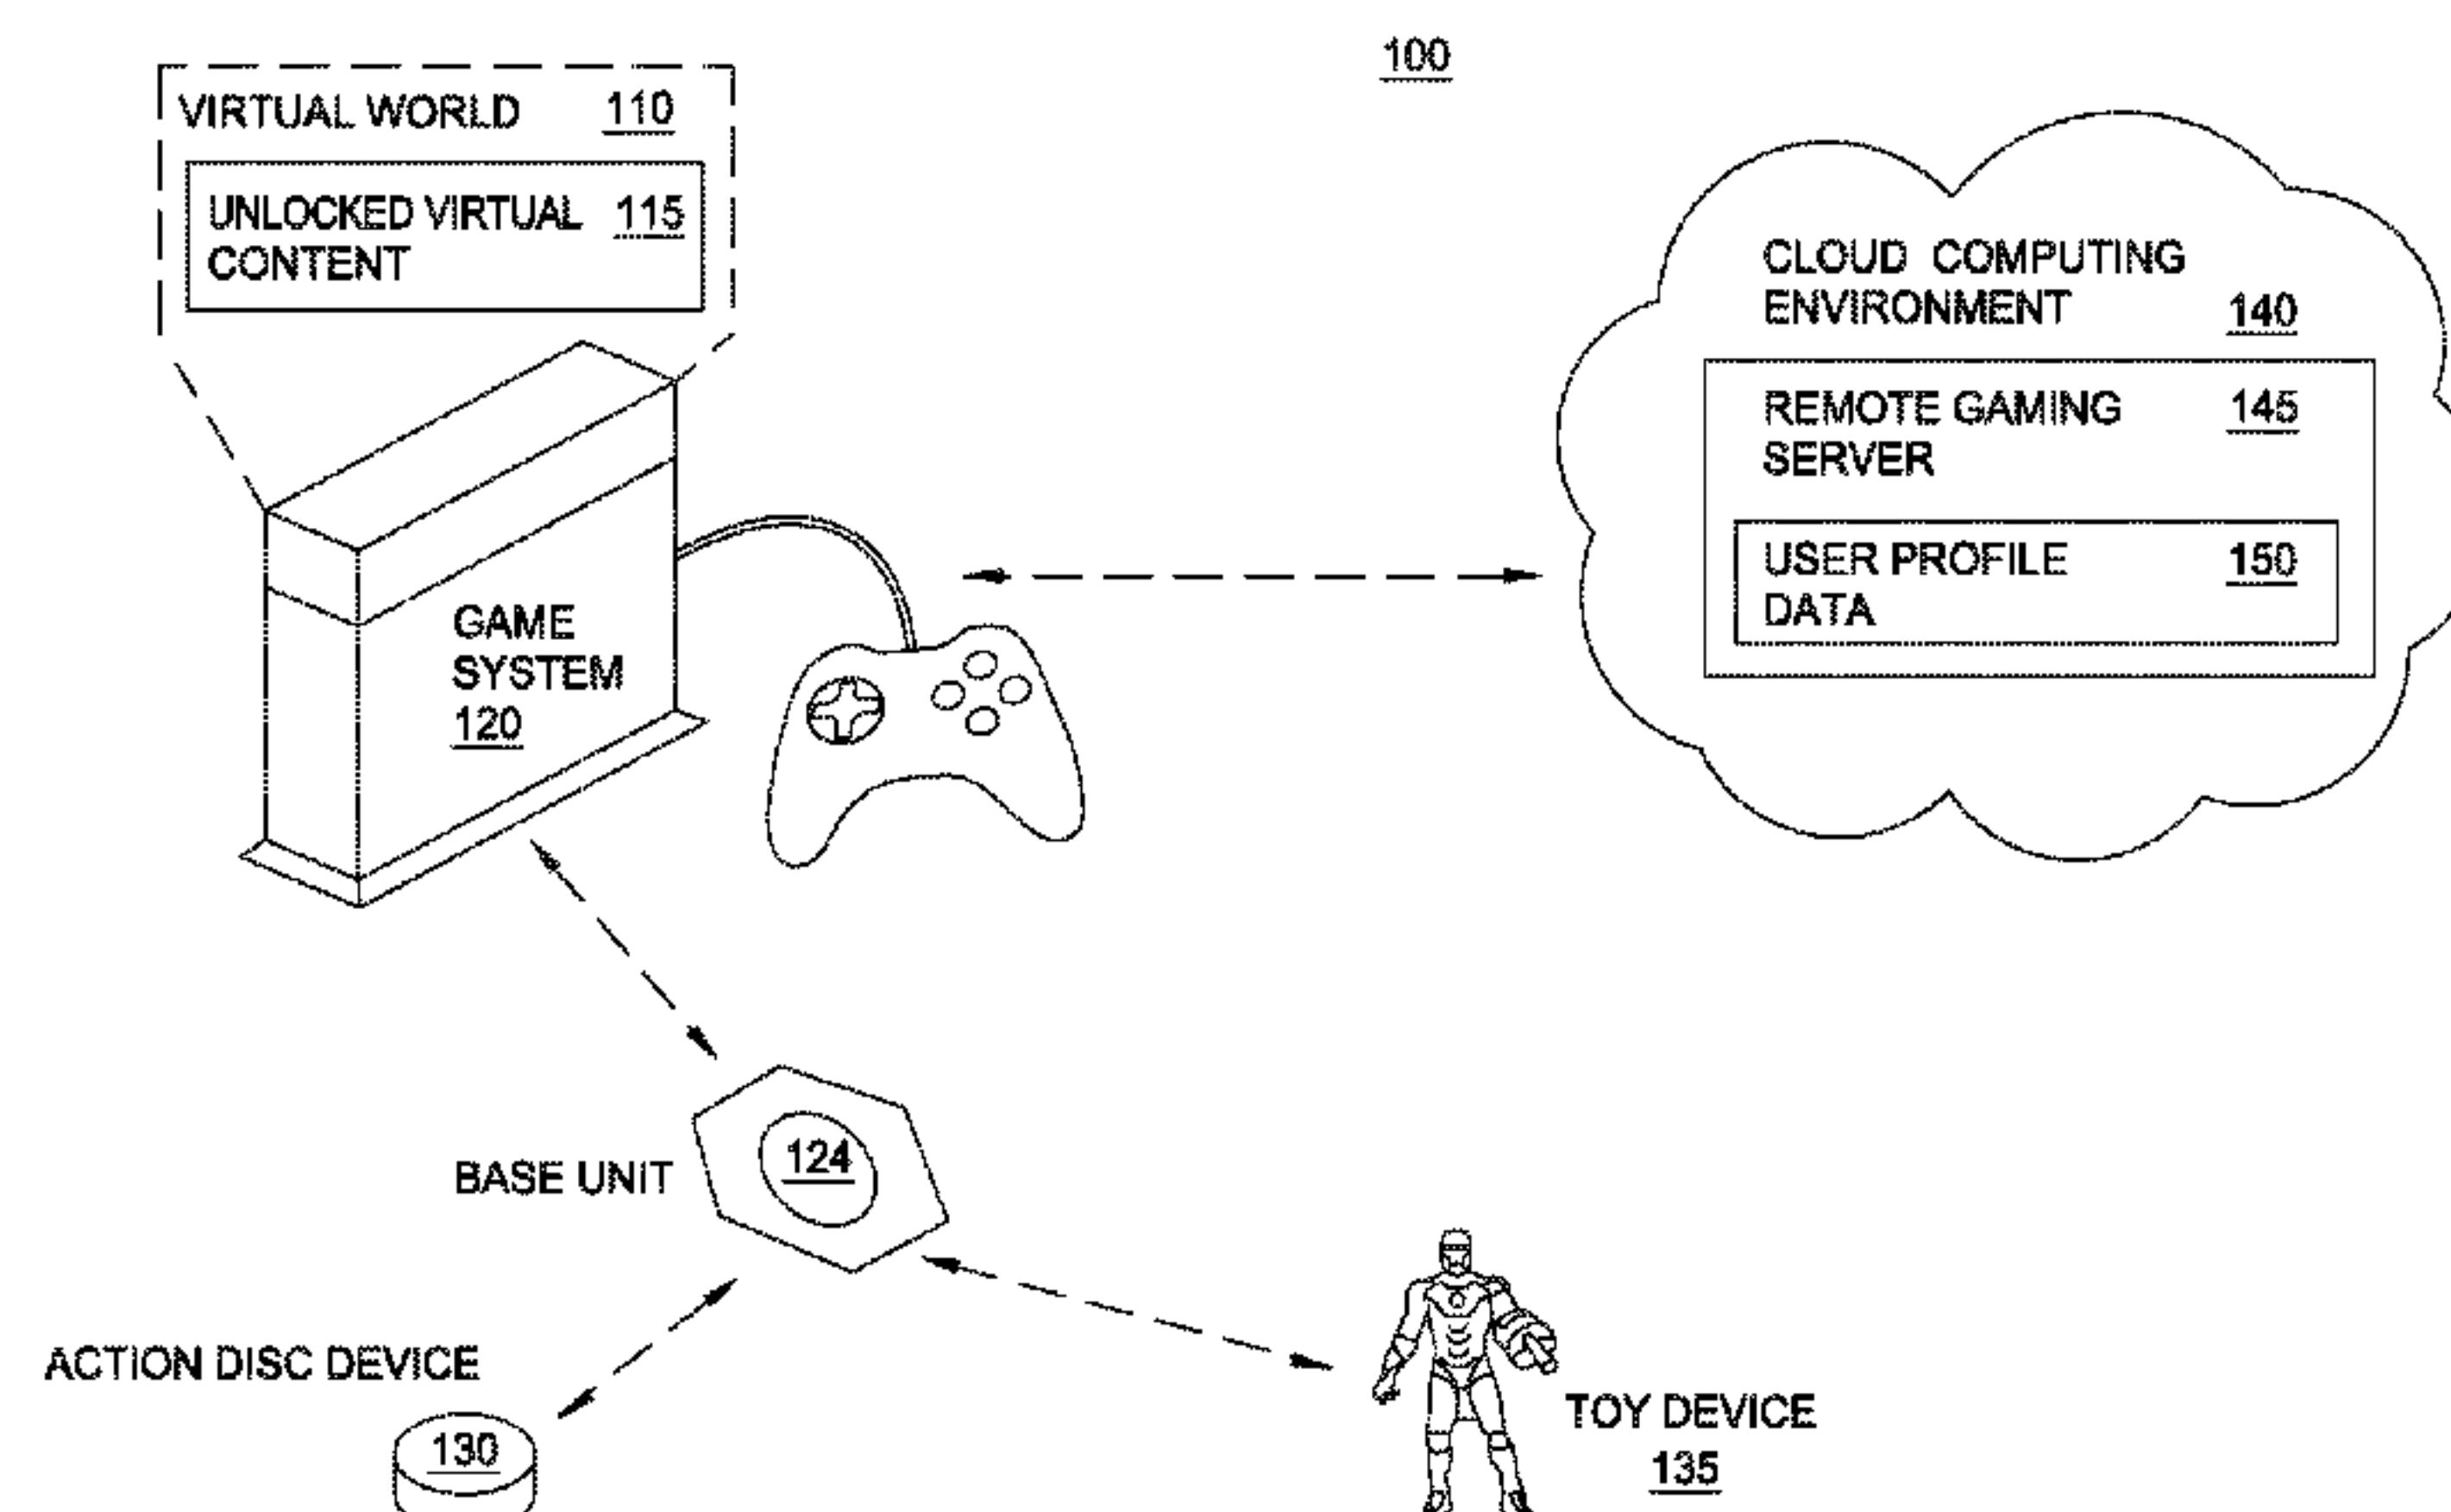 100
VIRTUAL WORLD 110
UNLOCKED VIRTUAL 115
CONTENT
CLOUD COMPUTING
ENVIRONMENT 140
REMOTE GAMING 145
SERVER
USER PROFILE 150
DATA
GAME
SYSTEM
120
BASE UNIT 124
ACTION DISC DEVICE
130
TOY DEVICE
135